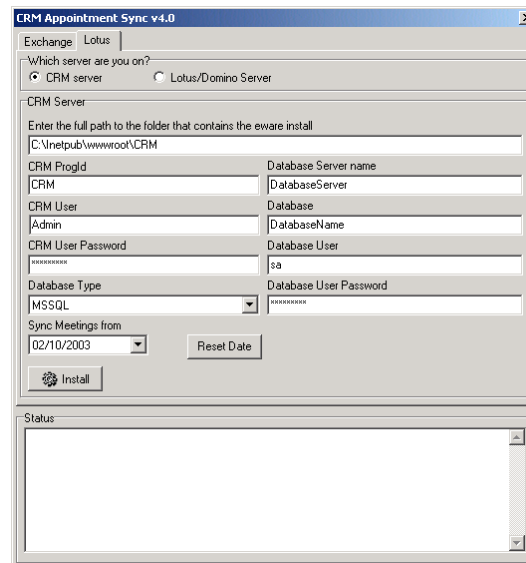 CRM Appointment Sync v4.0
Exchange Lotus
Which server are you on?
CRM server Lotus/Domino Server
CRM Server
Enter the full path to the folder that contains the eware install
C:\Inetpub\wwwroot\CRM
CRM ProgId Database Server name
CRM DatabaseServer
CRM User Database
Admin DatabaseName
CRM User Password Database User
********* sa
Database Type Database User Password
MSSQL *********
Sync Meetings from
02/10/2003 Reset Date
Install
Status